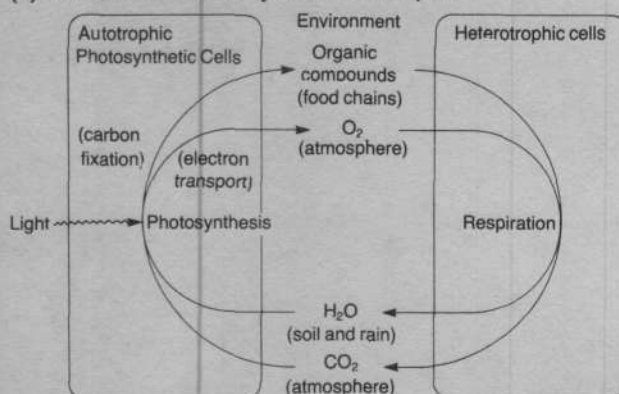 Environment
Autotrophic
Photosynthetic Cells
Heterotrophic cells
Organic
compounds
(food chains)
O₂
(atmosphere)
(carbon
fixation)
(electron
transport)
Light
Photosynthesis
Respiration
H₂O
(soil and rain)
CO₂
(atmosphere)